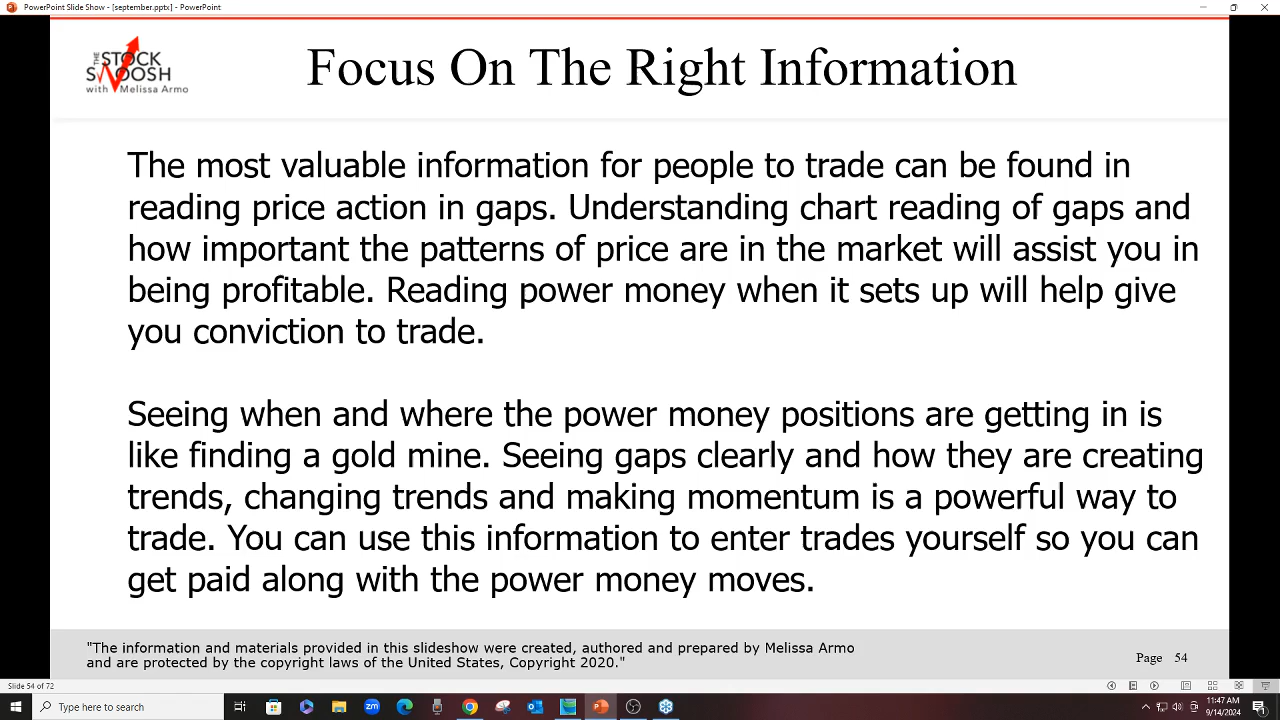 PowerPoint Slide Show - [september.pptx] - PowerPoint
THE
STOCK
SWOOSH
with Melissa Armo
Focus On The Right Information
The most valuable information for people to trade can be found in
reading price action in gaps. Understanding chart reading of gaps and
how important the patterns of price are in the market will assist you in
being profitable. Reading power money when it sets up will help give
you conviction to trade.
Seeing when and where the power money positions are getting in is
like finding a gold mine. Seeing gaps clearly and how they are creating
trends, changing trends and making momentum is a powerful way to
trade. You can use this information to enter trades yourself so you can
get paid along with the power money moves.
"The information and materials provided in this slideshow were created, authored and prepared by Melissa Armo
and are protected by the copyright laws of the United States, Copyright 2020."
Page 54
Slide 54 of 72
Type here to search
zm
11:47 AM
9/14/2024